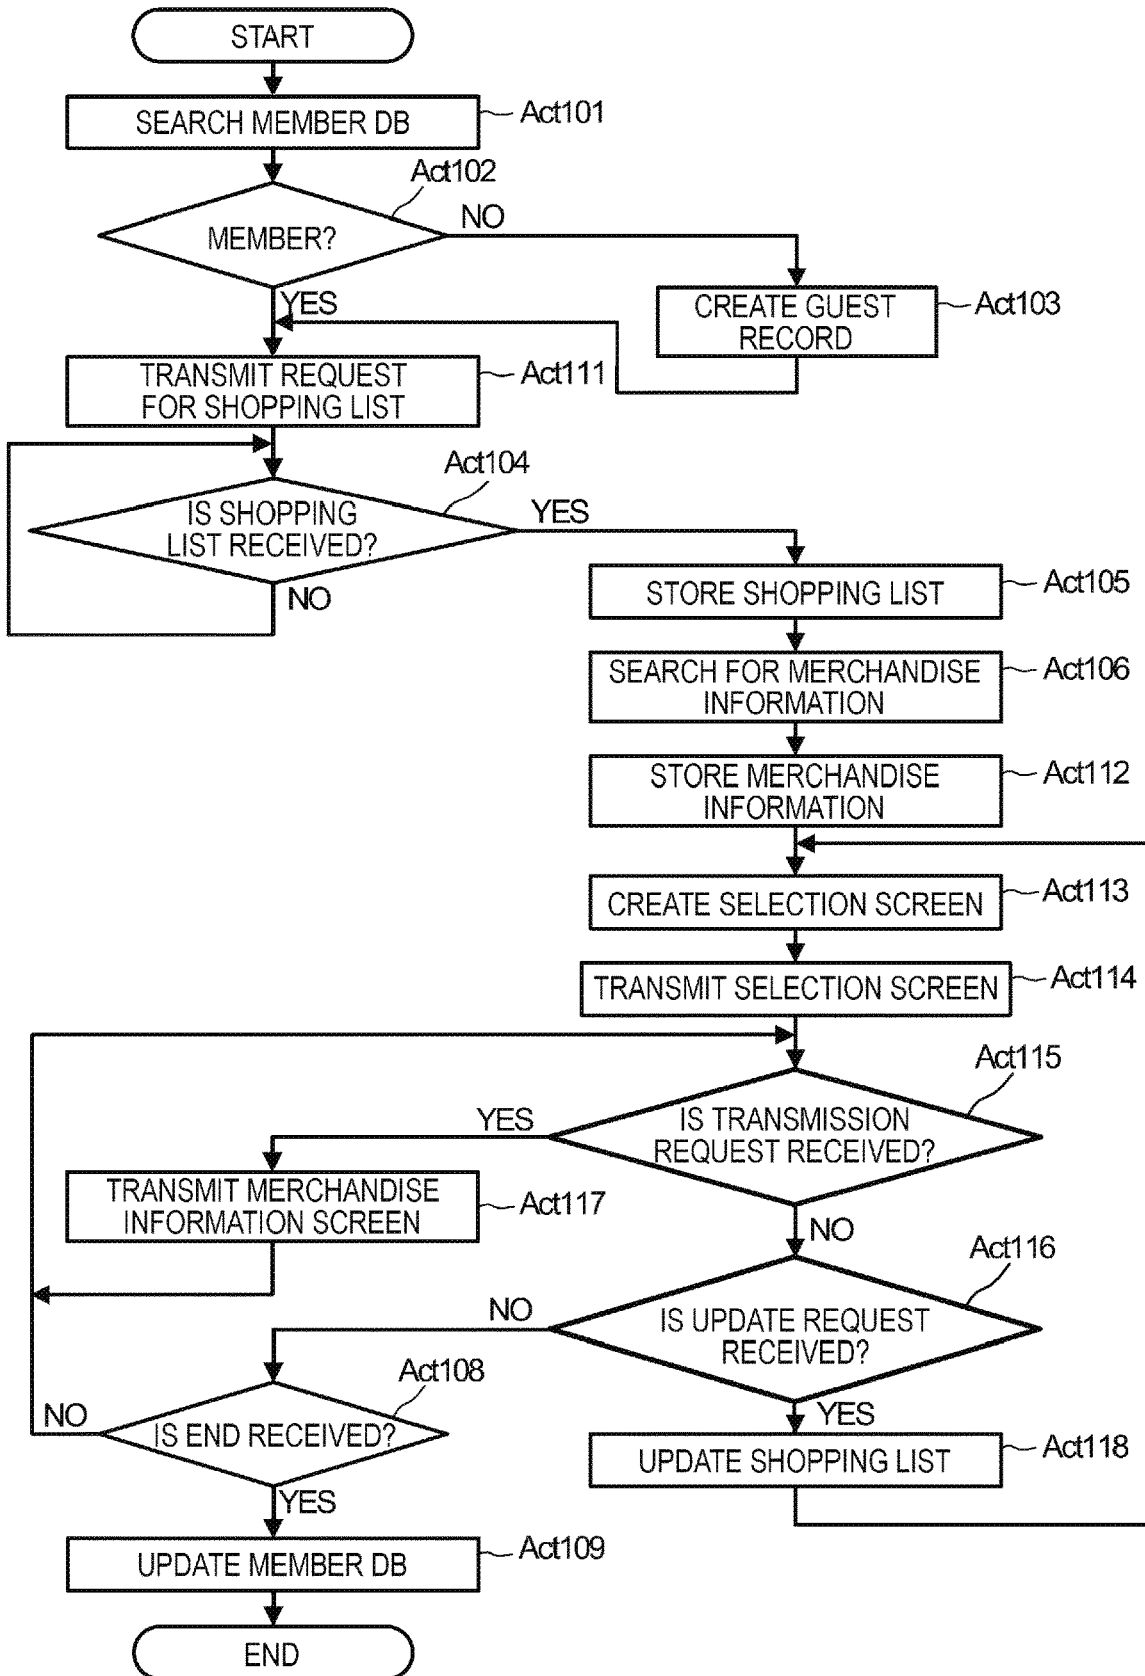 START
SEARCH MEMBER DB
Act101
Act102
MEMBER?
NO
YES
CREATE GUEST
RECORD
Act103
TRANSMIT REQUEST
FOR SHOPPING LIST
Act111
Act104
IS SHOPPING
LIST RECEIVED?
YES
NO
STORE SHOPPING LIST
Act105
SEARCH FOR MERCHANDISE
INFORMATION
Act106
STORE MERCHANDISE
INFORMATION
Act112
CREATE SELECTION SCREEN
Act113
TRANSMIT SELECTION SCREEN
Act114
Act115
IS TRANSMISSION
REQUEST RECEIVED?
YES
NO
TRANSMIT MERCHANDISE
INFORMATION SCREEN
Act117
Act116
IS UPDATE REQUEST
RECEIVED?
NO
YES
Act108
IS END RECEIVED?
NO
YES
UPDATE SHOPPING LIST
Act118
UPDATE MEMBER DB
Act109
END